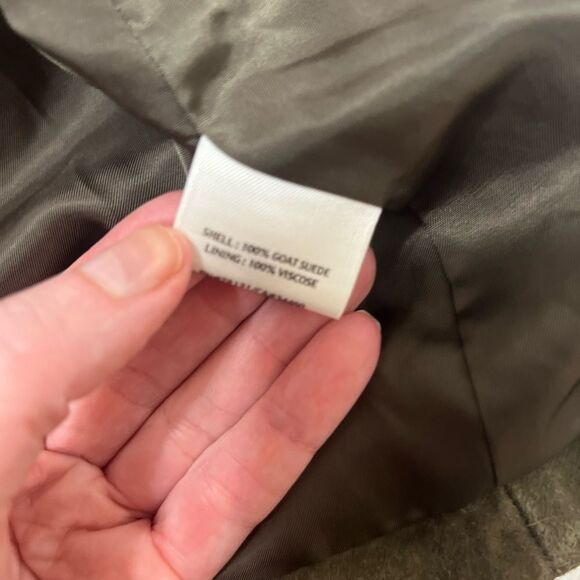 SHELL : 100% GOAT SUEDE
LINING : 100% VISCOSE